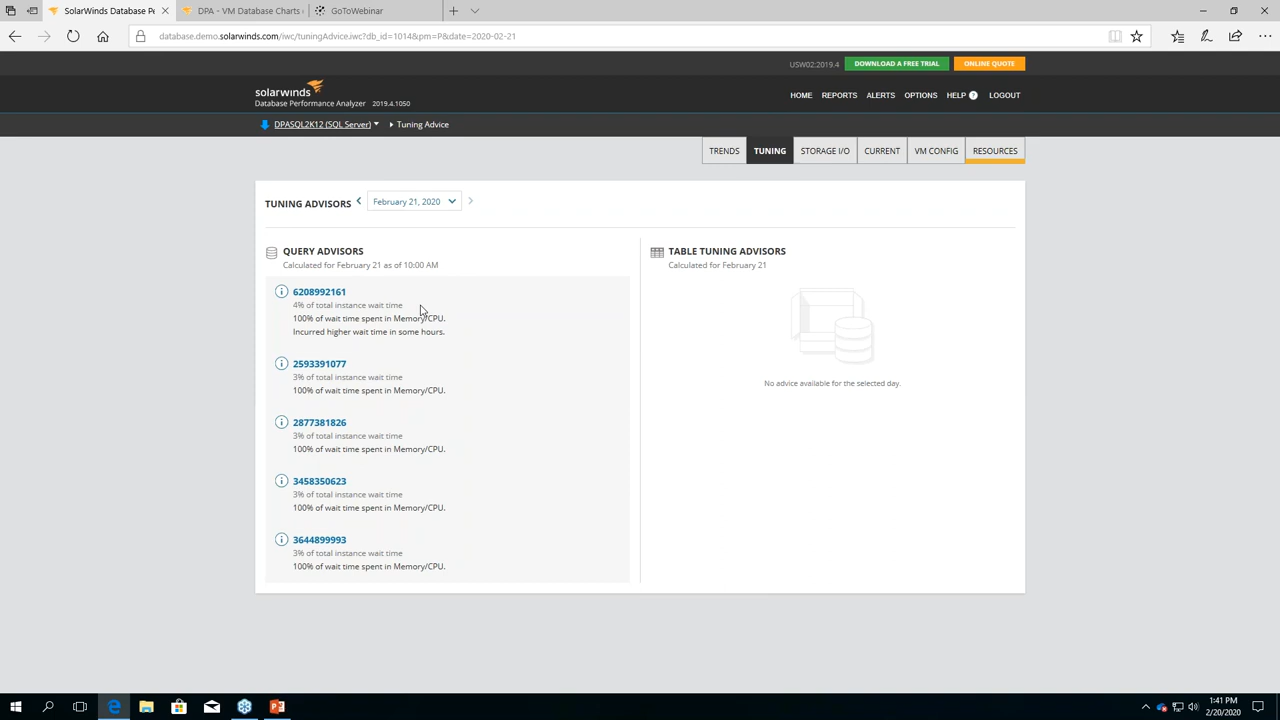 SolarWinds Database Pe
DPA - VM Database Charts
GoToWebinar
database.demo.solarwinds.com/iwc/tuningAdvice.iwc?db_id=1014&pm=P&date=2020-02-21
USW02:2019.4
DOWNLOAD A FREE TRIAL
ONLINE QUOTE
solarwinds
Database Performance Analyzer 2019.4.1050
HOME REPORTS ALERTS OPTIONS HELP ? LOGOUT
DPASQL2K12 (SQL Server) Tuning Advice
TRENDS TUNING STORAGE I/O CURRENT VM CONFIG RESOURCES
TUNING ADVISORS February 21, 2020
QUERY ADVISORS
Calculated for February 21 as of 10:00 AM
6208992161
4% of total instance wait time
100% of wait time spent in Memory/CPU.
Incurred higher wait time in some hours.
2593391077
3% of total instance wait time
100% of wait time spent in Memory/CPU.
2877381826
3% of total instance wait time
100% of wait time spent in Memory/CPU.
3458350623
3% of total instance wait time
100% of wait time spent in Memory/CPU.
3644899993
3% of total instance wait time
100% of wait time spent in Memory/CPU.
TABLE TUNING ADVISORS
Calculated for February 21
No advice available for the selected day.
1:41 PM
2/20/2020